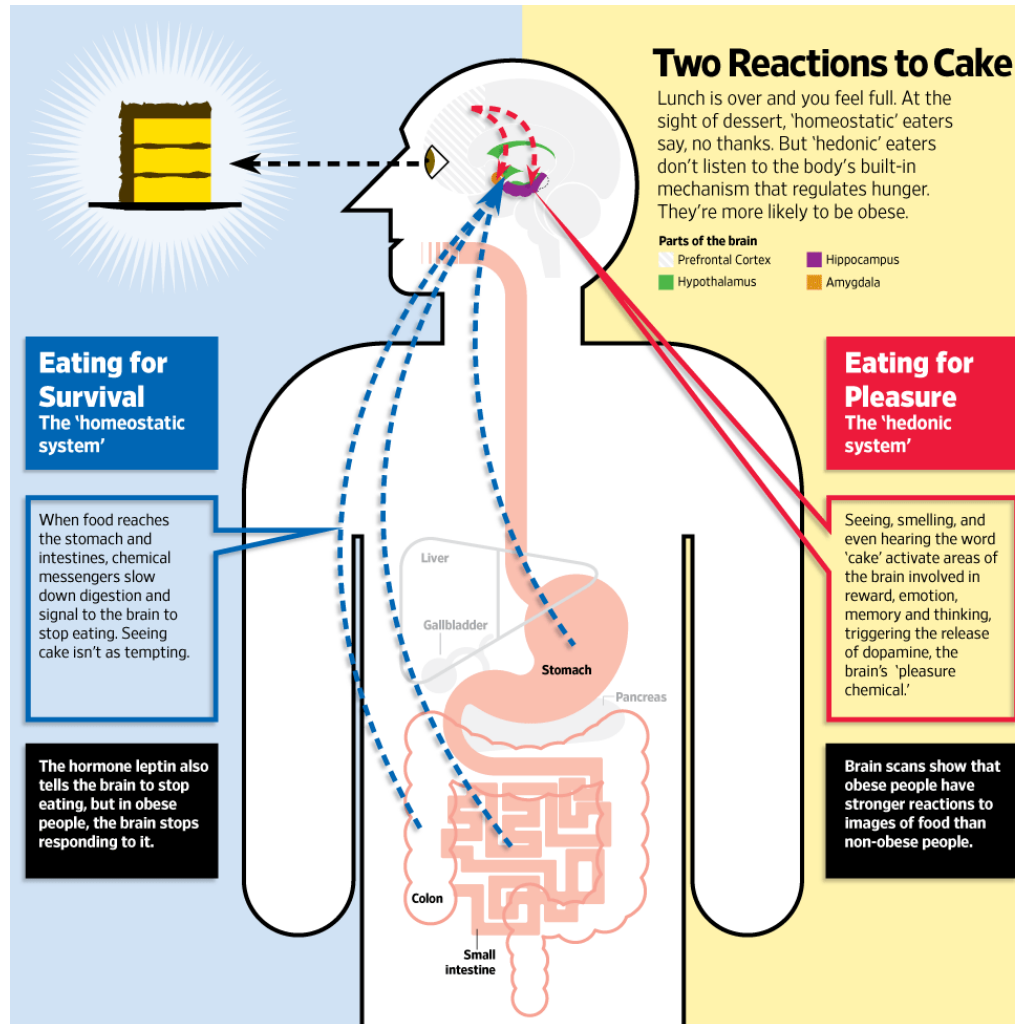 Two Reactions to Cake
Lunch is over and you feel full. At the
sight of dessert, ‘homeostatic’ eaters
say, no thanks. But ‘hedonic’ eaters
don’t listen to the body’s built-in
mechanism that regulates hunger.
They’re more likely to be obese.
Parts of the brain
Prefrontal Cortex
Hippocampus
Hypothalamus
Amygdala
Eating for
Survival
The ‘homeostatic
system’
When food reaches
the stomach and
intestines, chemical
messengers slow
down digestion and
signal to the brain to
stop eating. Seeing
cake isn’t as tempting.
The hormone leptin also
tells the brain to stop
eating, but in obese
people, the brain stops
responding to it.
Liver
Gallbladder
Stomach
Pancreas
Colon
Small
intestine
Eating for
Pleasure
The ‘hedonic
system’
Seeing, smelling, and
even hearing the word
‘cake’ activate areas of
the brain involved in
reward, emotion,
memory and thinking,
triggering the release
of dopamine, the
brain’s ‘pleasure
chemical.’
Brain scans show that
obese people have
stronger reactions to
images of food than
non-obese people.